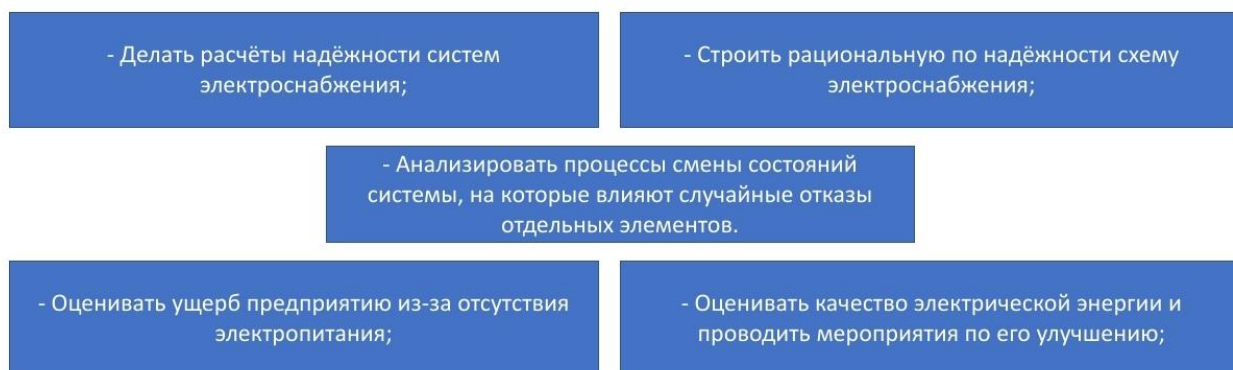 - Делать расчёты надёжности систем
электроснабжения;
- Строить рациональную по надёжности схему
электроснабжения;
- Анализировать процессы смены состояний
системы, на которые влияют случайные отказы
отдельных элементов.
- Оценивать ущерб предприятию из-за отсутствия
электропитания;
- Оценивать качество электрической энергии и
проводить мероприятия по его улучшению;